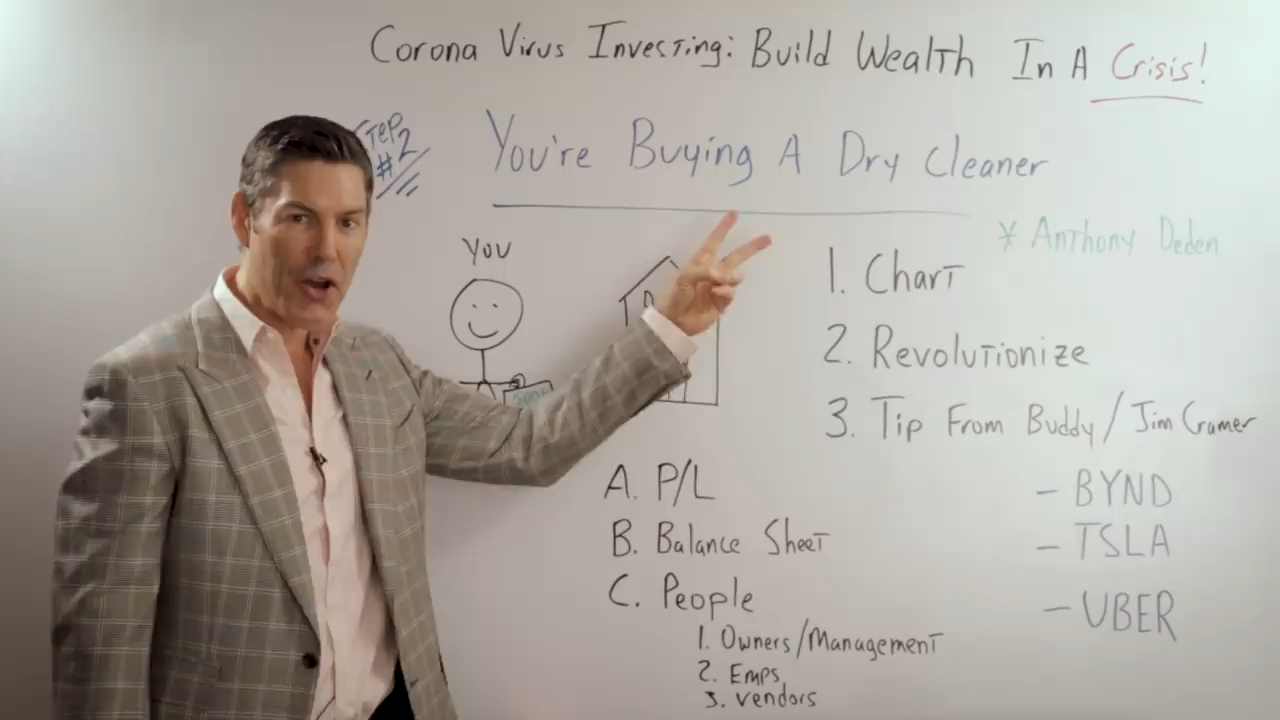 Corona Virus Investing: Build Wealth In A Crisis!
Step
#2
You're Buying A Dry Cleaner
* Anthony Deden
YOU
D
1. Chart
2. Revolutionize
3. Tip From Buddy/Jim Cramer
A. P/L
B. Balance Sheet
C. People
1. Owners/Management
2. Emps
3. Vendors
- BYND
- TSLA
- UBER